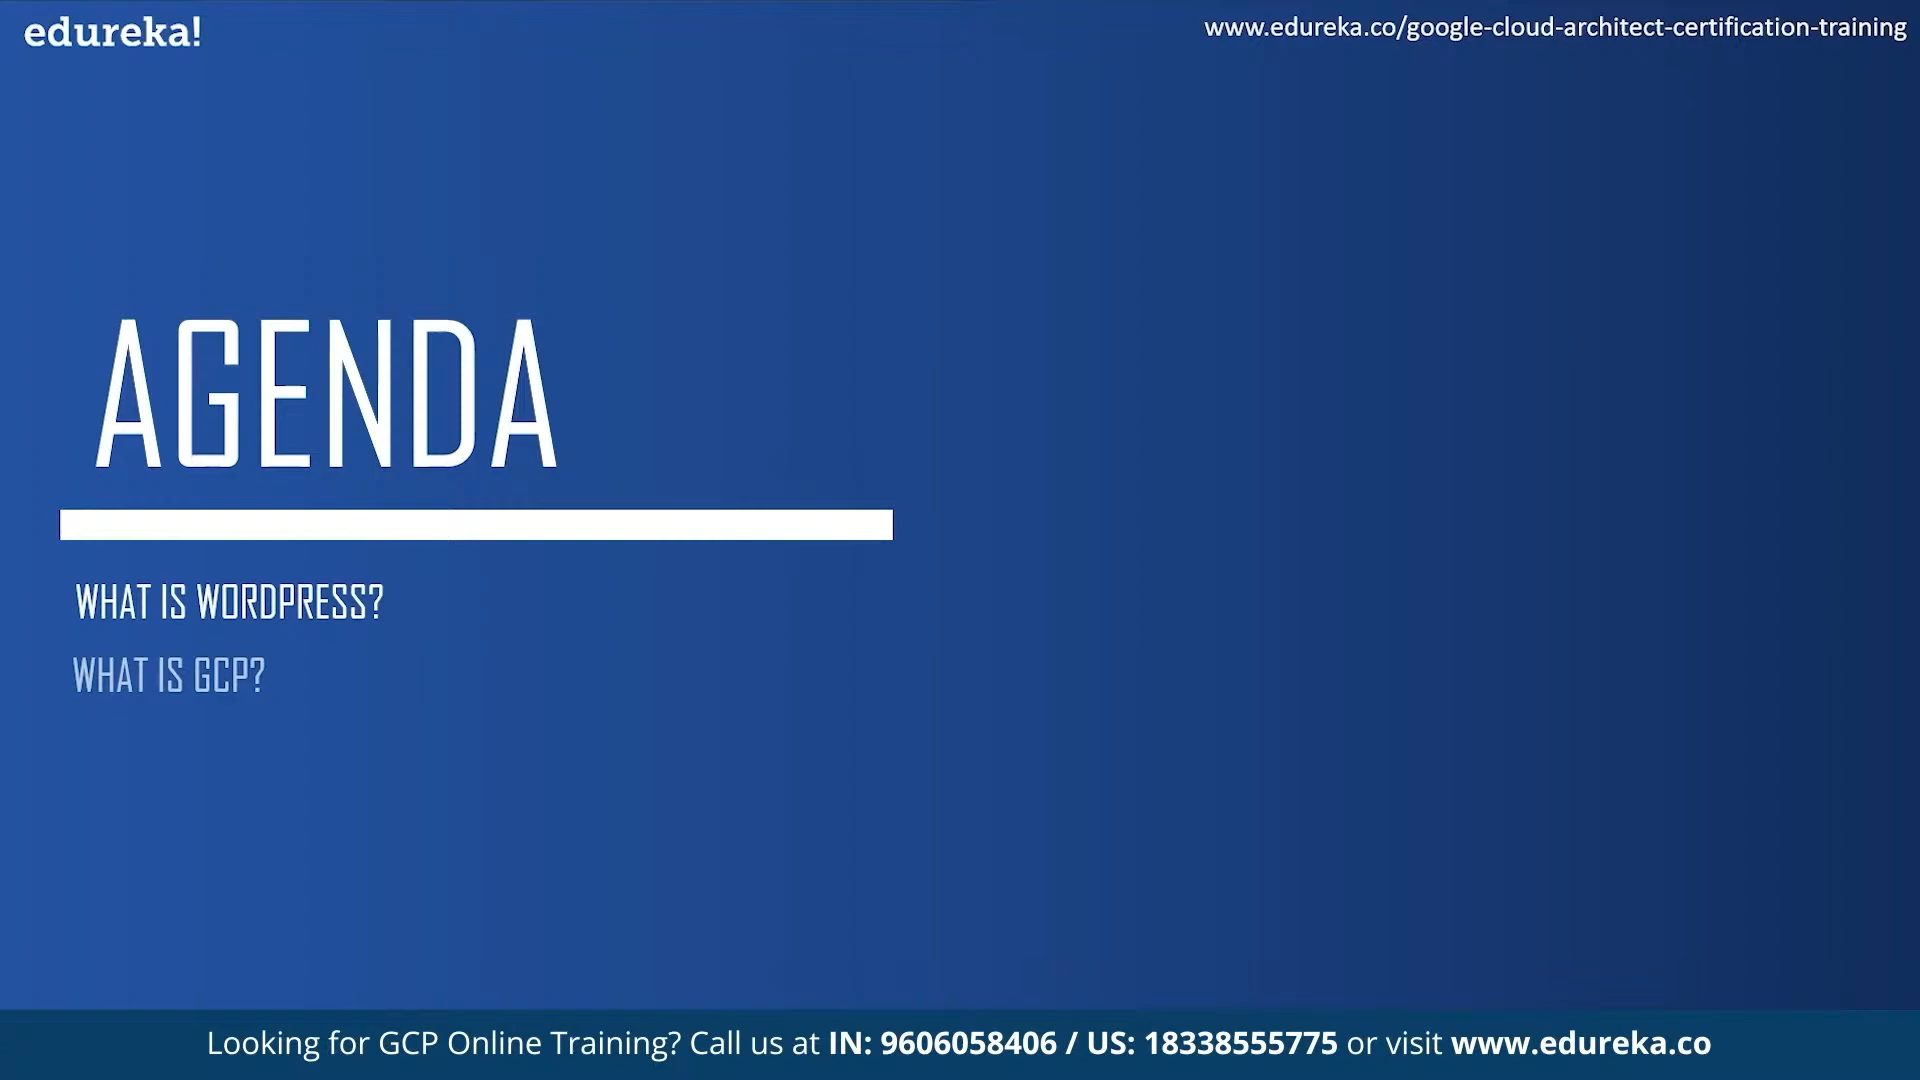 edureka!
www.edureka.co/google-cloud-architect-certification-training
AGENDA
WHAT IS WORDPRESS?
WHAT IS GCP?
Looking for GCP Online Training? Call us at IN: 9606058406 / US: 18338555775 or visit www.edureka.co